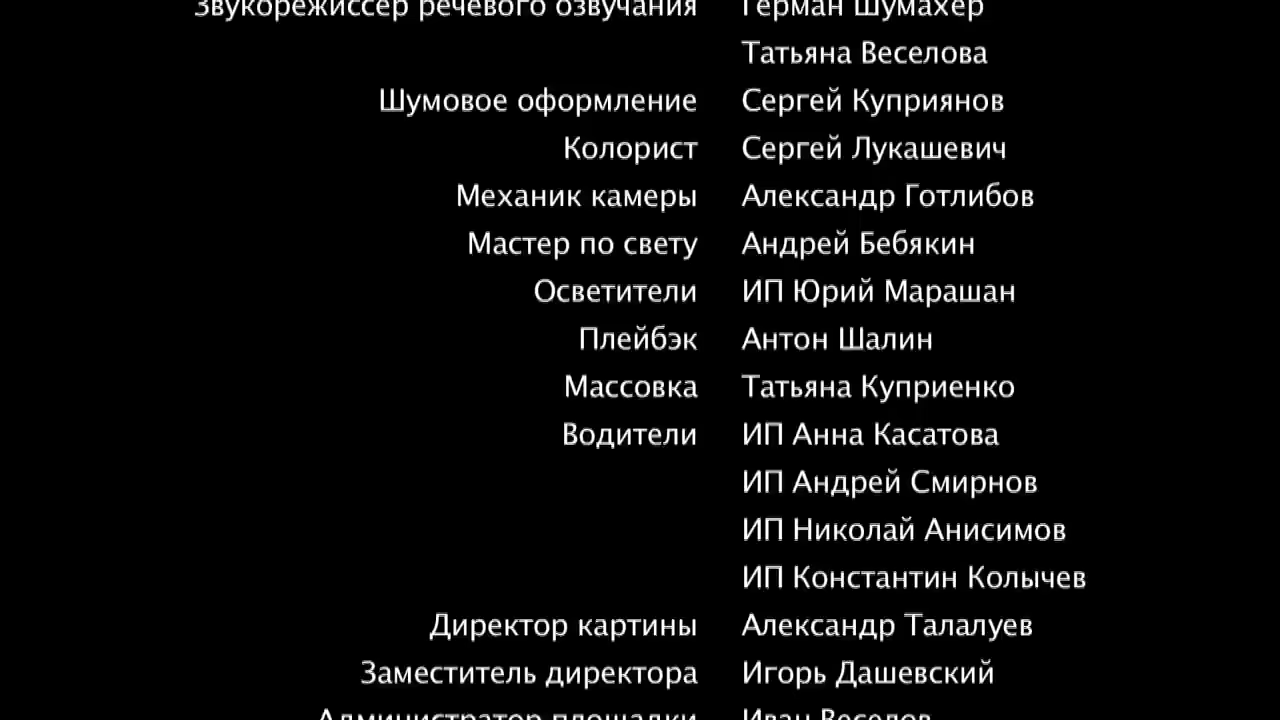 Звукорежиссер речевого озвучания Герман Шумахер
Татьяна Веселова
Шумовое оформление Сергей Куприянов
Колорист Сергей Лукашевич
Механик камеры Александр Готлибов
Мастер по свету Андрей Бебякин
Осветители ИП Юрий Марашан
Плейбэк Антон Шалин
Массовка Татьяна Куприенко
Водители ИП Анна Касатова
ИП Андрей Смирнов
ИП Николай Анисимов
ИП Константин Колычев
Директор картины Александр Талалуев
Заместитель директора Игорь Дашевский
Администратор площадки Иван Веселов